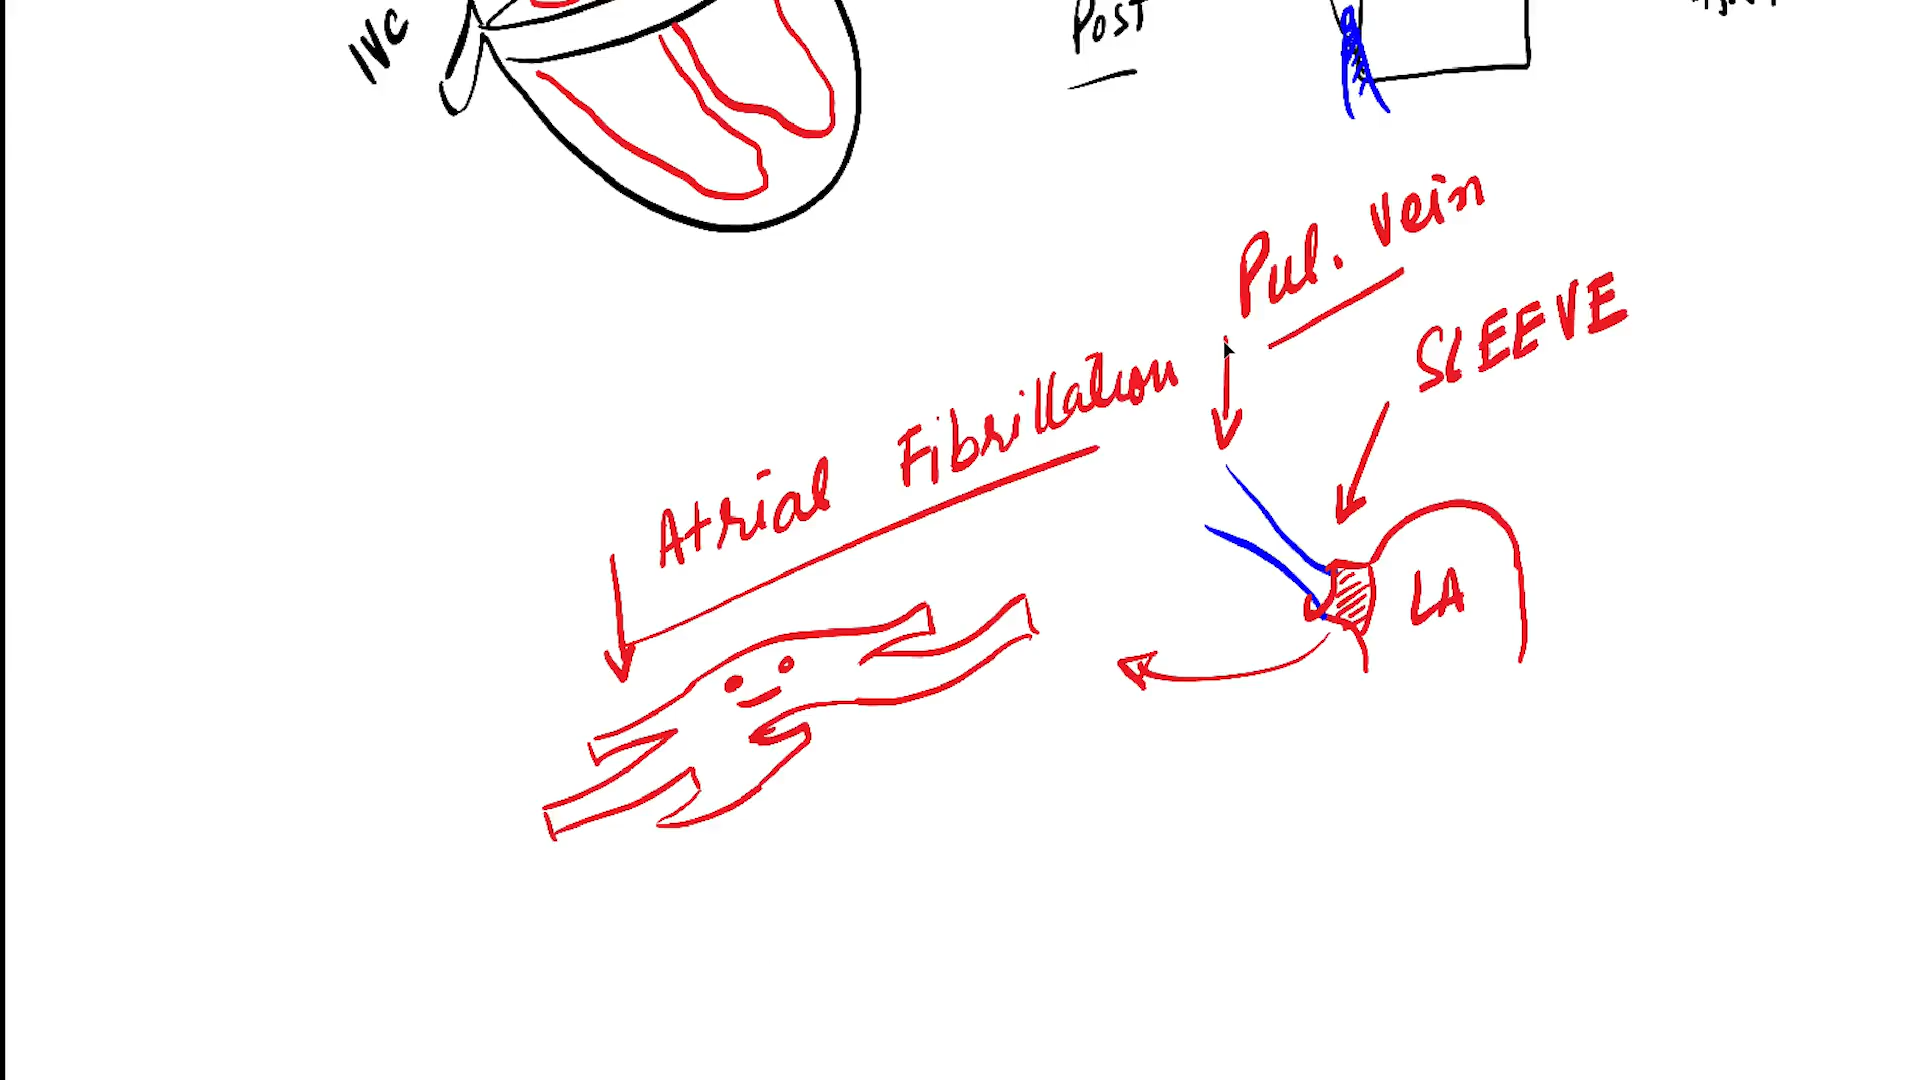 IVC
Post
Pul. Vein
SLEEVE
Atrial Fibrillation
LA